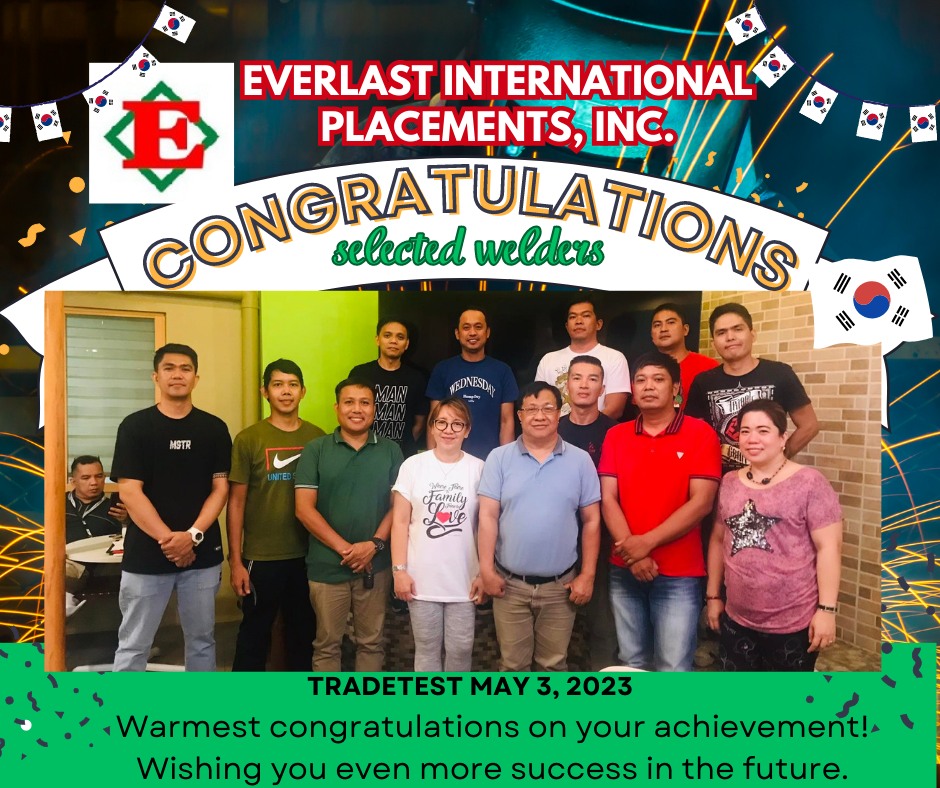 E
EVERLAST INTERNATIONAL
PLACEMENTS, INC.
CONGRATULATIONS
selected welders
MSTR
UNITED
MAN
MAN
MAN
WEDNESDAY
Family
Love
TRADETEST MAY 3, 2023
Warmest congratulations on your achievement!
Wishing you even more success in the future.